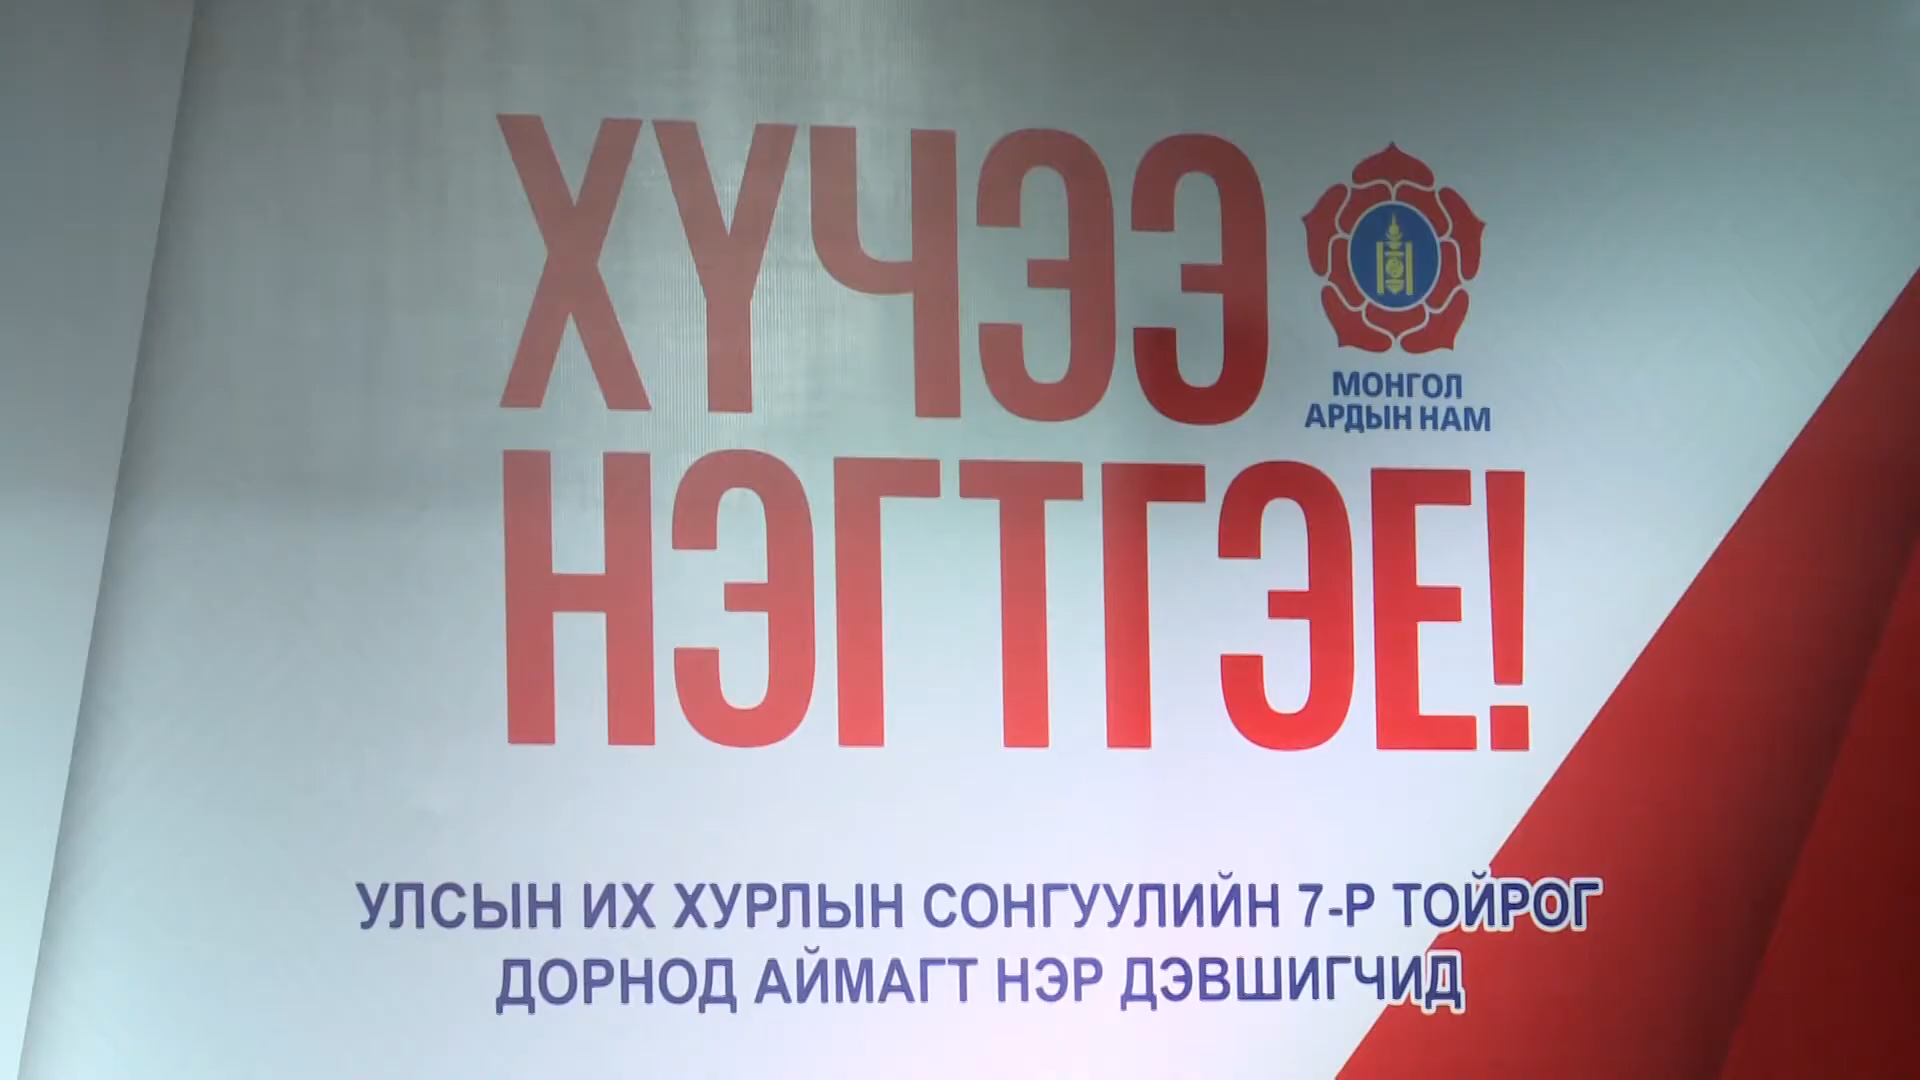 ХҮЧЭЭ
МОНГОЛ
АРДЫН НАМ
НЭГТГЭЕ!
УЛСЫН ИХ ХУРЛЫН СОНГУУЛИЙН 7-Р ТОЙРОГ
ДОРНОД АЙМАГТ НЭР ДЭВШИГЧИД